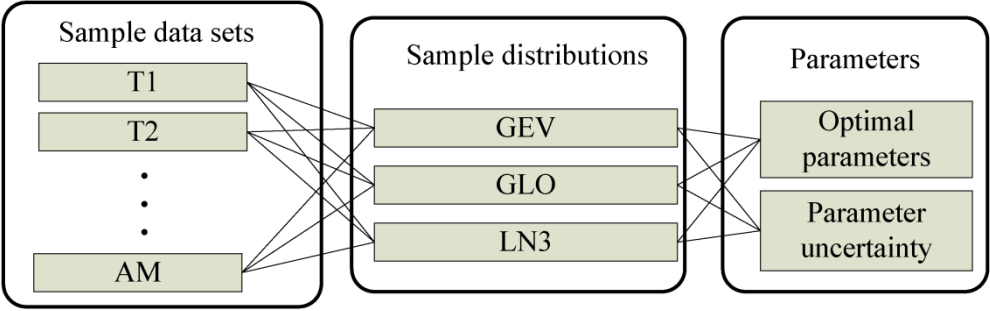 Sample data sets
T1
T2
AM
Sample distributions
GEV
GLO
LN3
Parameters
Optimal
parameters
Parameter
uncertainty